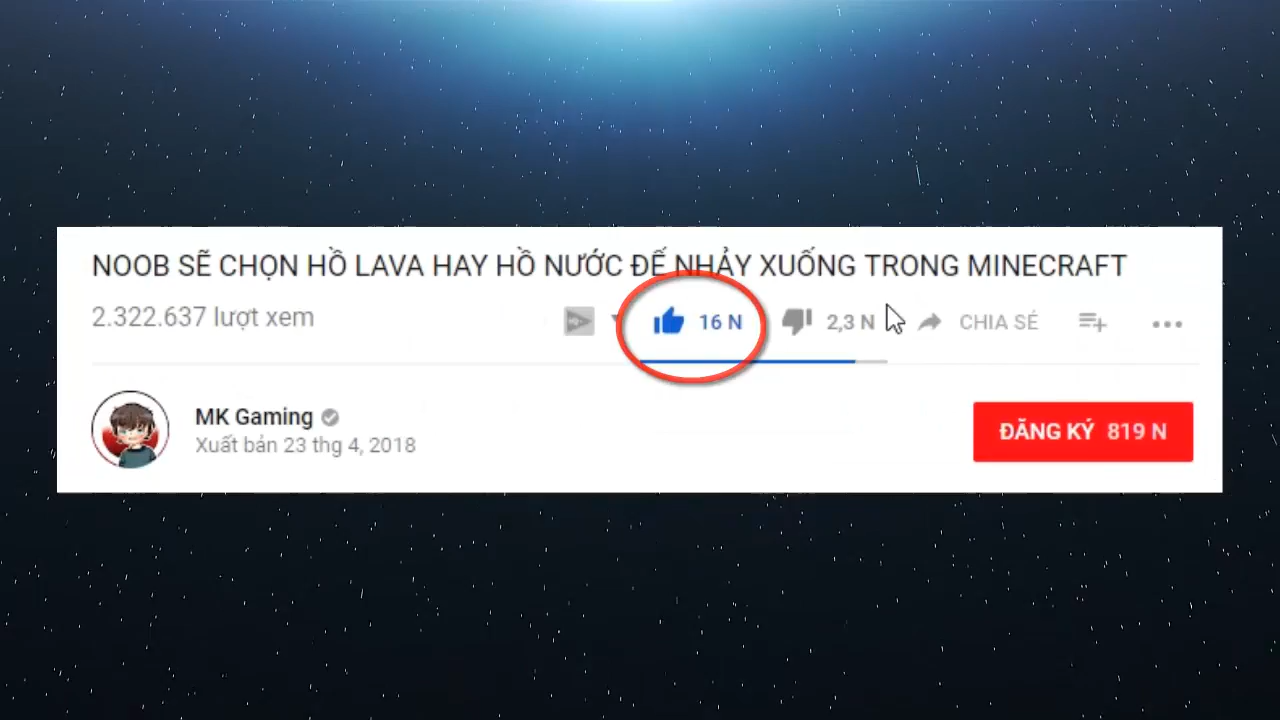 NOOB SẼ CHỌN HỒ LAVA HAY HỒ NƯỚC ĐỂ NHẢY XUỐNG TRONG MINECRAFT
2.322.637 lượt xem
16 N 2,3 N CHIA SẺ
MK Gaming
Xuất bản 23 thg 4, 2018
ĐĂNG KÝ 819 N